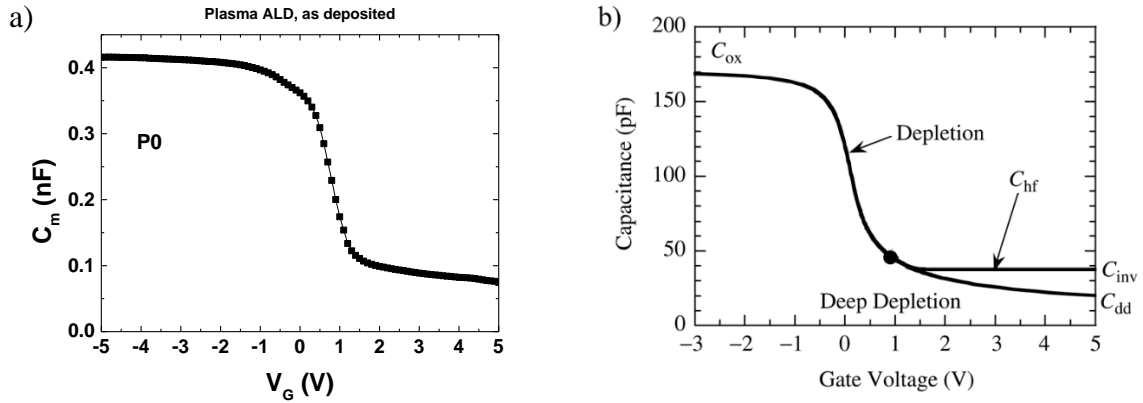 a)
Plasma ALD, as deposited
0.4
0.3
0.2
0.1
0.0
C_m (nF)
P0
-5 -4 -3 -2 -1 0 1 2 3 4 5
V_G (V)
b)
200
150
100
50
0
Capacitance (pF)
C_ox
Depletion
C_hf
C_inv
Deep Depletion
C_dd
−3 −2 −1 0 1 2 3 4 5
Gate Voltage (V)